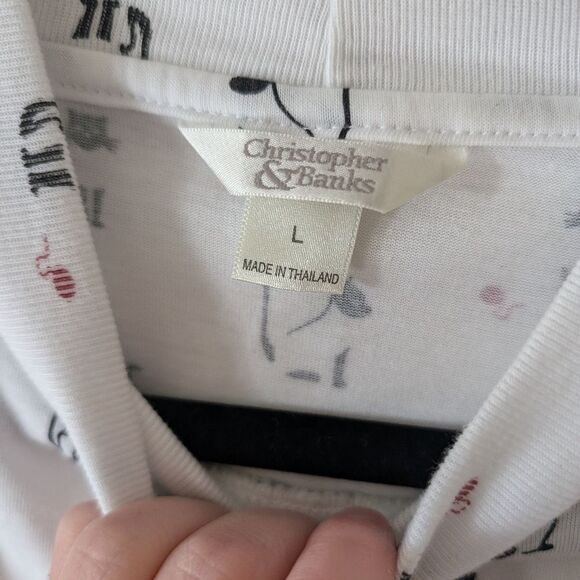 Christopher
&Banks
L
MADE IN THAILAND